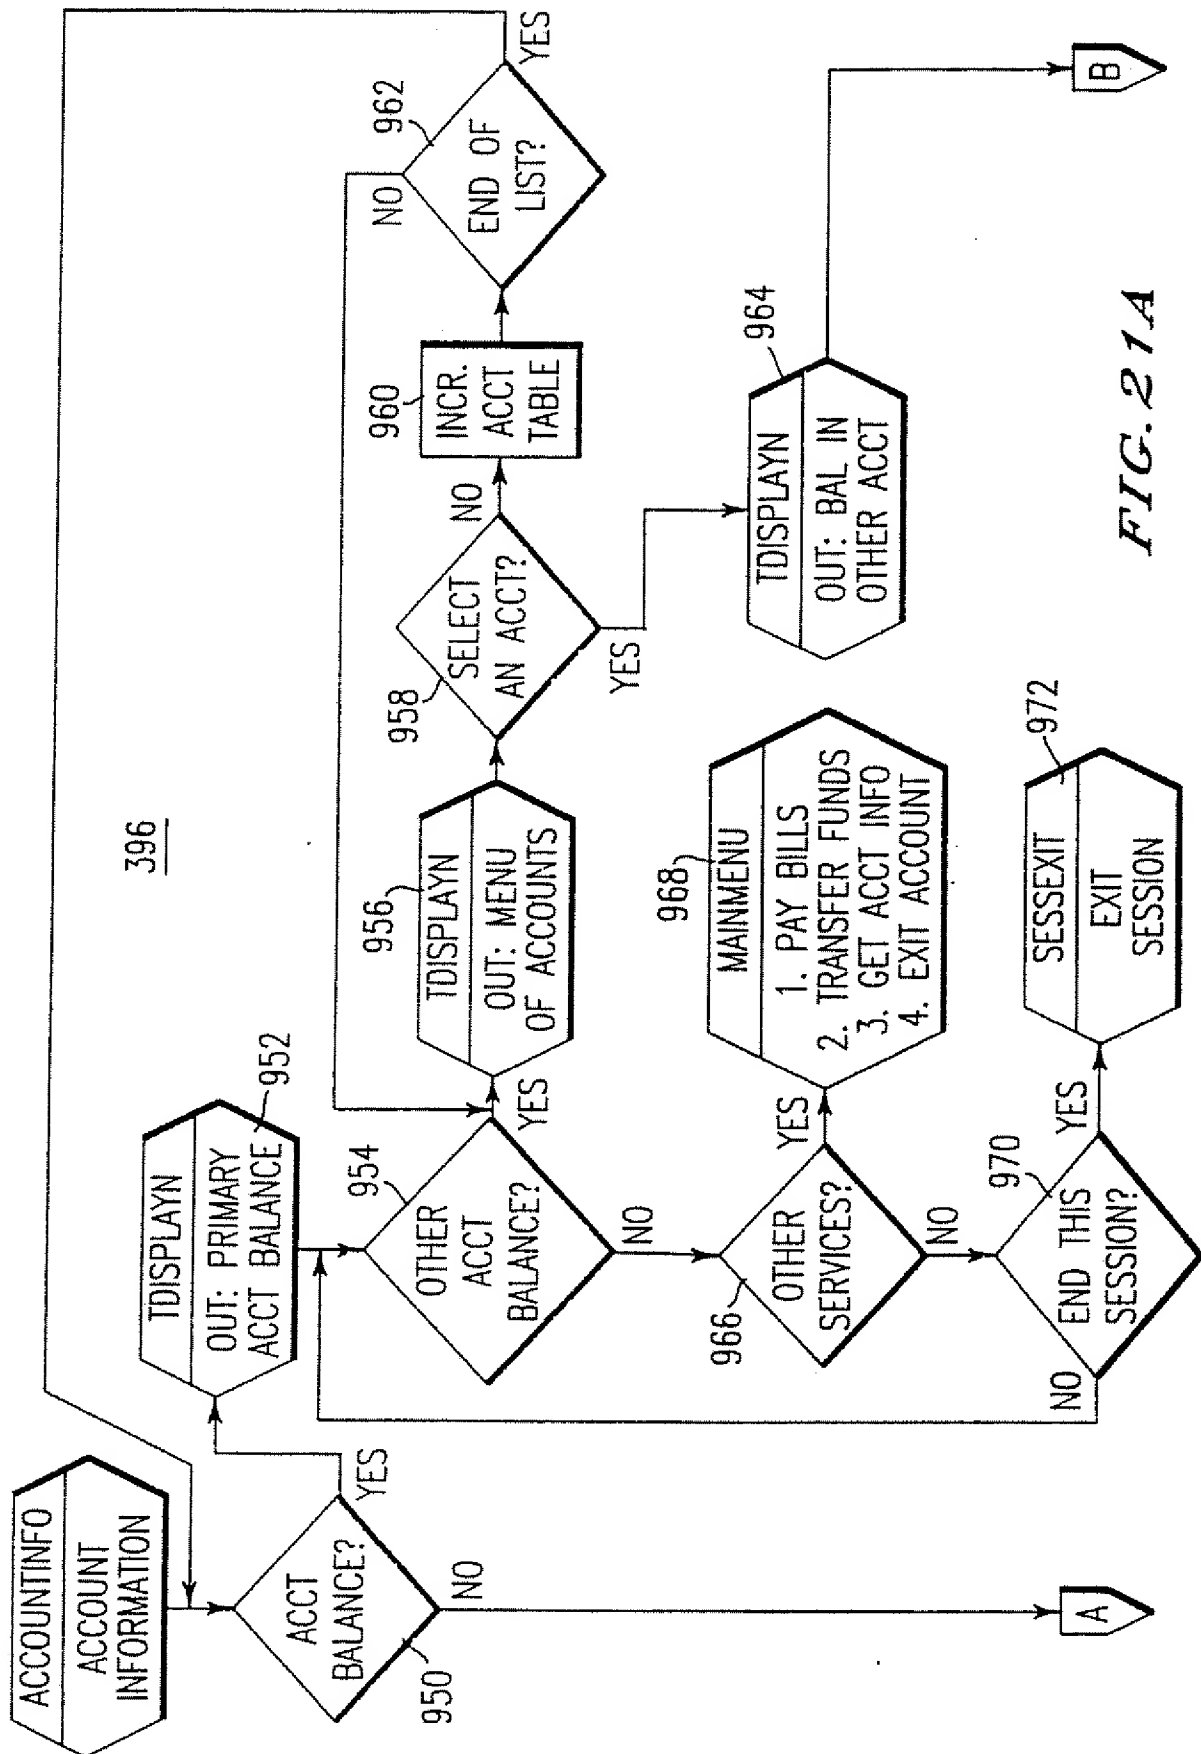 396
ACCOUNTINFO
ACCOUNT
INFORMATION
ACCT
BALANCE?
950
YES
NO
A
TDISPLAYN
OUT: PRIMARY
ACCT BALANCE
952
OTHER
ACCT
BALANCE?
954
YES
NO
TDISPLAYN
OUT: MENU
OF ACCOUNTS
956
SELECT
AN ACCT?
958
NO
YES
INCR.
ACCT
TABLE
960
END OF
LIST?
962
NO
YES
TDISPLAYN
OUT: BAL IN
OTHER ACCT
964
B
OTHER
SERVICES?
966
YES
NO
MAINMENU
1. PAY BILLS
2. TRANSFER FUNDS
3. GET ACCT INFO
4. EXIT ACCOUNT
968
END THIS
SESSION?
970
YES
NO
SESSEXIT
EXIT
SESSION
972
FIG. 21A